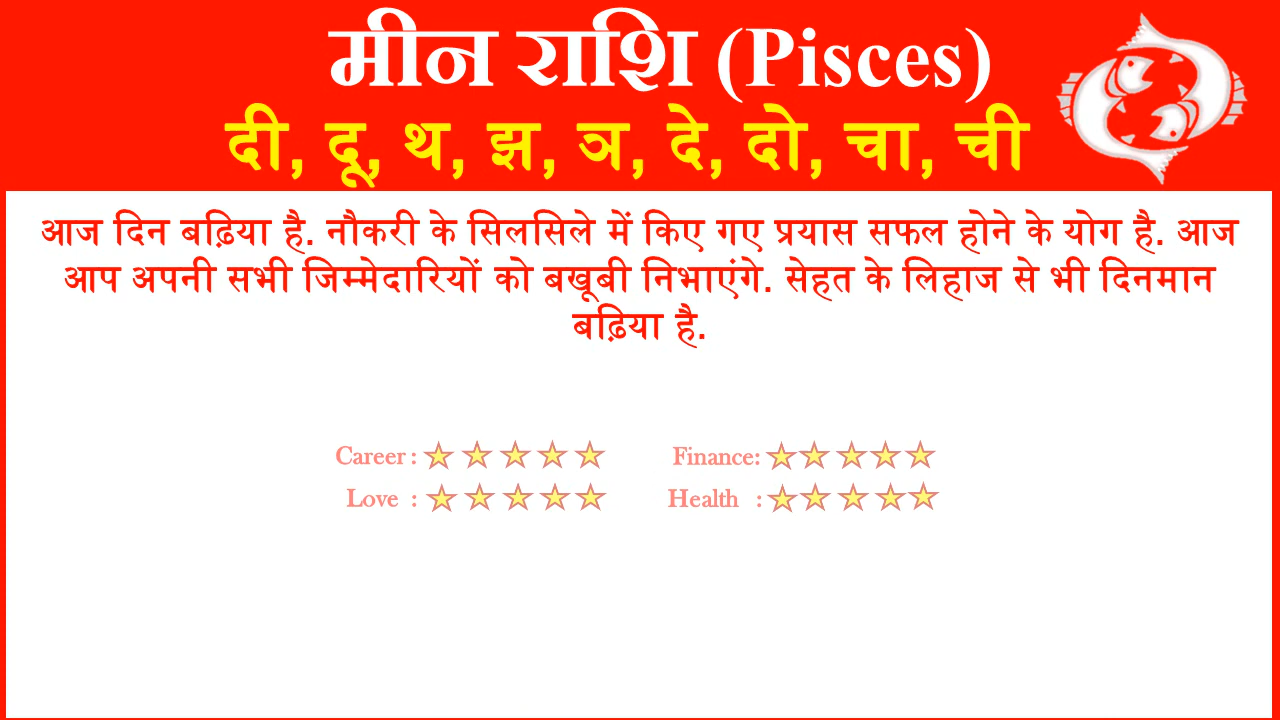 मीन राशि (Pisces)
दी, दू, थ, झ, ञ, दे, दो, चा, ची
आज दिन बढ़िया है. नौकरी के सिलसिले में किए गए प्रयास सफल होने के योग है. आज
आप अपनी सभी जिम्मेदारियों को बखूबी निभाएंगे. सेहत के लिहाज से भी दिनमान
बढ़िया है.
Career : Finance:
Love : Health :